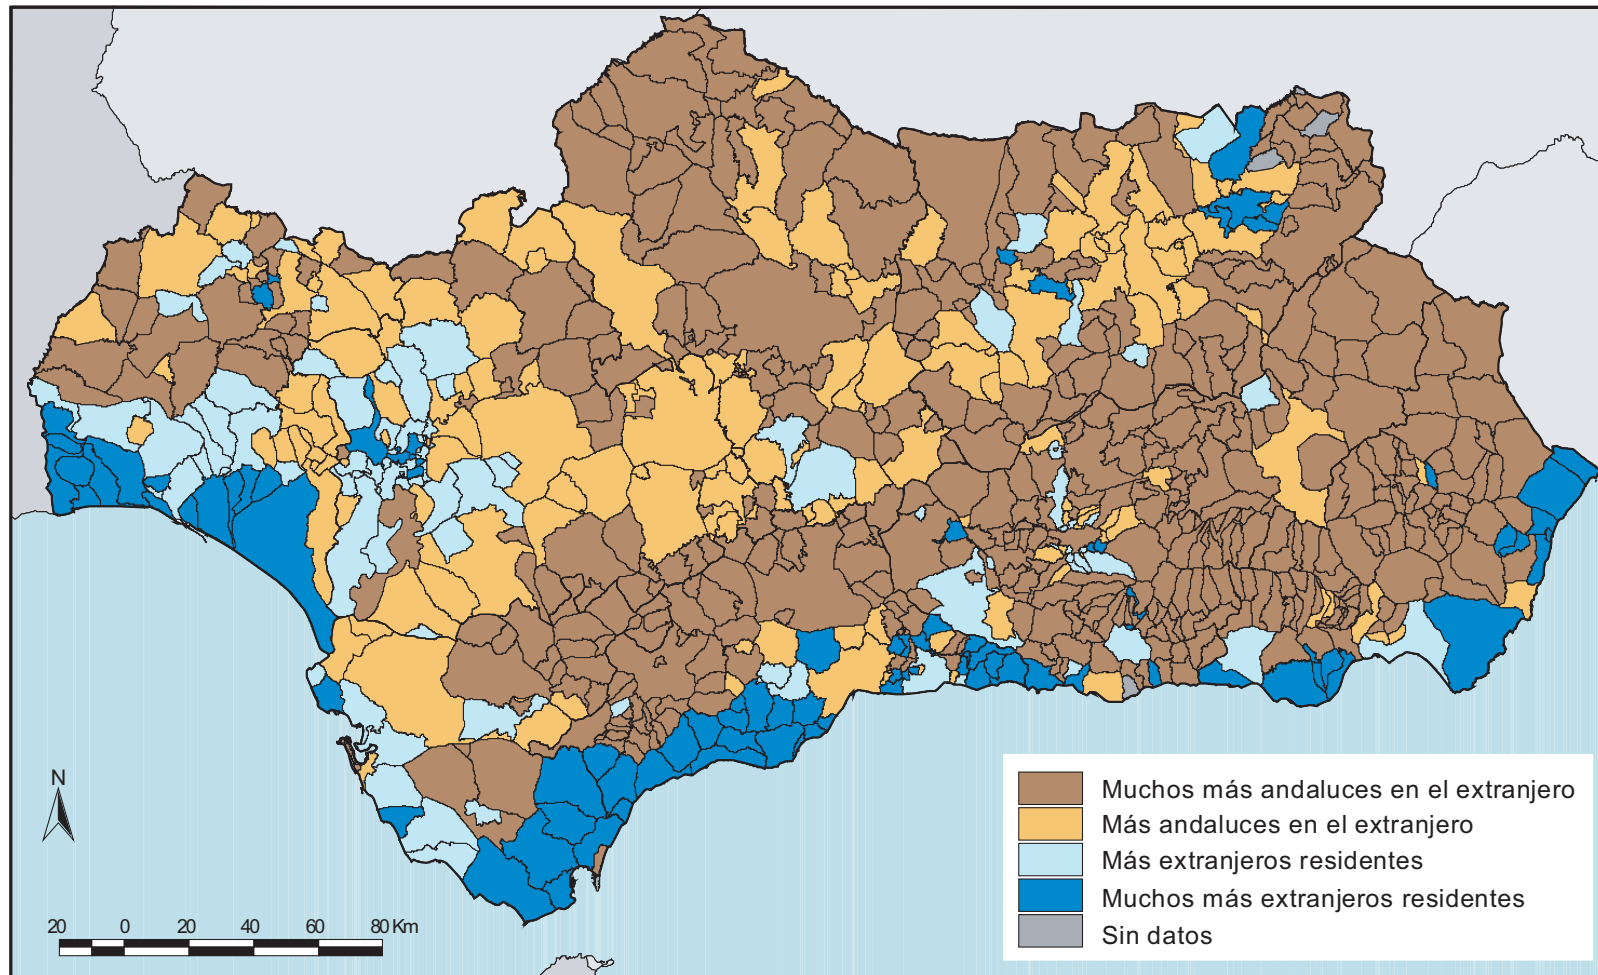 Muchos más andaluces en el extranjero
Más andaluces en el extranjero
Más extranjeros residentes
Muchos más extranjeros residentes
Sin datos
N
20 0 20 40 60 80 Km